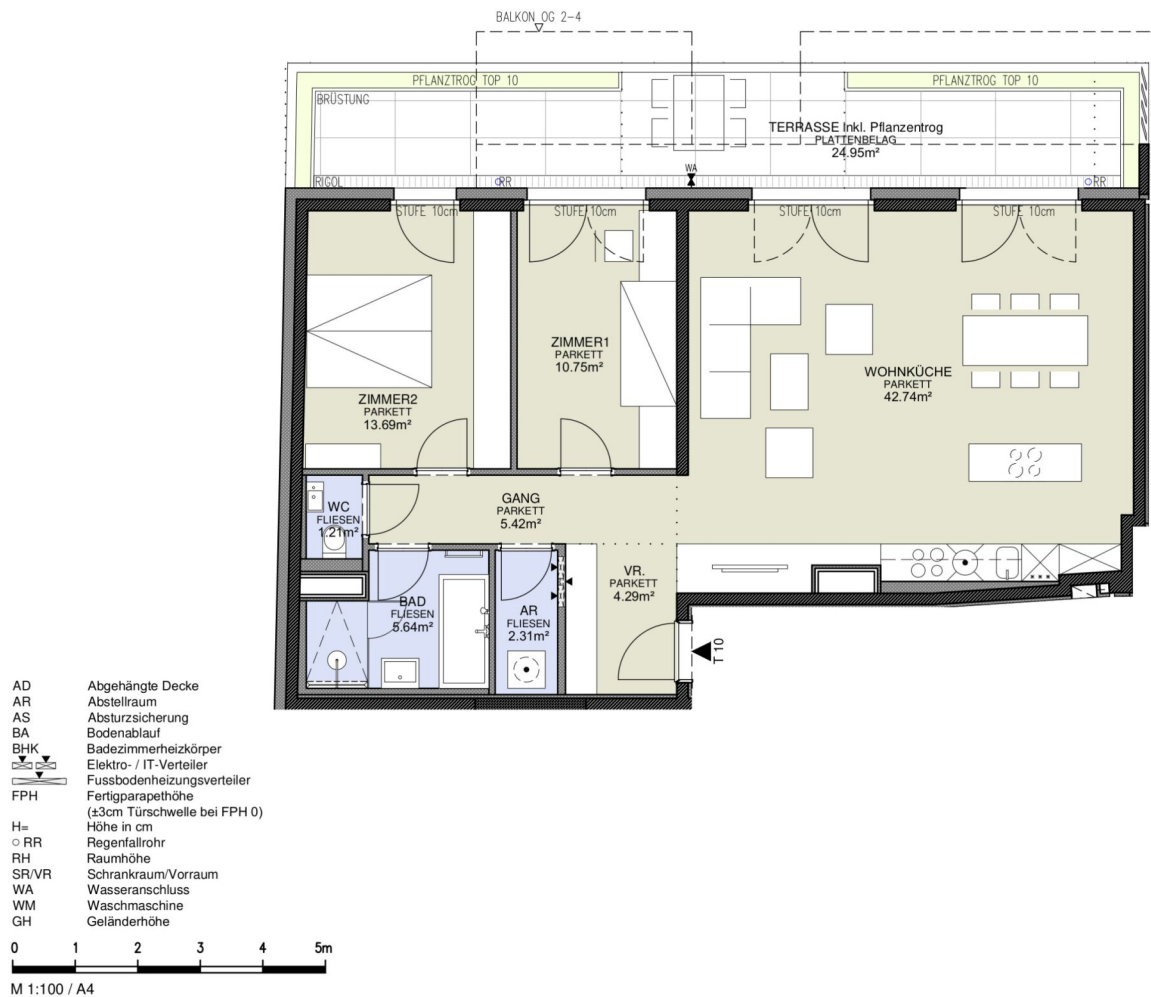 BALKON OG 2-4
PFLANZTROG TOP 10
PFLANZTROG TOP 10
BRÜSTUNG
TERRASSE Inkl. Pflanzentrog
PLATTENBELAG
24.95m²
WA
RIGOL
RR
RR
STUFE 10cm
STUFE 10cm
STUFE 10cm
STUFE 10cm
ZIMMER1
PARKETT
10.75m²
WOHNKÜCHE
PARKETT
42.74m²
ZIMMER2
PARKETT
13.69m²
WC
FLIESEN
1.21m²
GANG
PARKETT
5.42m²
VR.
PARKETT
4.29m²
BAD
FLIESEN
5.64m²
AR
FLIESEN
2.31m²
T 10
AD Abgehängte Decke
AR Abstellraum
AS Absturzsicherung
BA Bodenablauf
BHK Badezimmerheizkörper
Elektro- / IT-Verteiler
Fussbodenheizungsverteiler
FPH Fertigparapethöhe
(±3cm Türschwelle bei FPH 0)
H= Höhe in cm
○ RR Regenfallrohr
RH Raumhöhe
SR/VR Schrankraum/Vorraum
WA Wasseranschluss
WM Waschmaschine
GH Geländerhöhe
0 1 2 3 4 5m
M 1:100 / A4